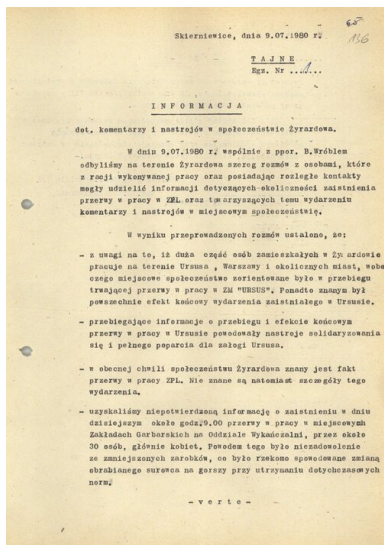 65
136
Skierniewice, dnia 9.07.1980 r.
T A J N E
Egz. Nr ...1...
I N F O R M A C J A
dot. komentarzy i nastrojów w społeczeństwie Żyrardowa.
W dniu 9.07.1980 r. wspólnie z ppor. B.Wróblem
odbyliśmy na terenie Żyrardowa szereg rozmów z osobami, które
z racji wykonywanej pracy oraz posiadając rozległe kontakty
mogły udzielić informacji dotyczących okoliczności zaistnienia
przerwy w pracy w ZPL oraz towarzyszących temu wydarzeniu
komentarzy i nastrojów w miejscowym społeczeństwie.
W wyniku przeprowadzonych rozmów ustalono, że:
- z uwagi na to, iż duża część osób zamieszkałych w Żyrardowie
pracuje na terenie Ursusa , Warszawy i okolicznych miast, wobec
czego miejscowe społeczeństwo zorientowane było w przebiegu
trwającej przerwy w pracy w ZM "URSUS". Ponadto znanym był
powszechnie efekt końcowy wydarzenia zaistniałego w Ursusie.
- przebiegające informacje o przebiegu i efekcie końcowym
przerwy w pracy w Ursusie powodowały nastroje solidaryzowania
się i pełnego poparcia dla załogi Ursusa.
- w obecnej chwili społeczeństwu Żyrardowa znany jest fakt
przerwy w pracy ZPL. Nie znane są natomiast szczegóły tego
wydarzenia.
- uzyskaliśmy niepotwierdzoną informację o zaistnieniu w dniu
dzisiejszym około godz.9.00 przerwy w pracy w miejscowych
Zakładach Garbarskich na Oddziale Wykańczalni, przez około
30 osób, głównie kobiet. Powodem tego było niezadowolenie
ze zmniejszonych zarobków, co było rzekomo spowodowane zmianą
obrabianego surowca na gorszy przy utrzymaniu dotychczasowych
norm.
- v e r t e -